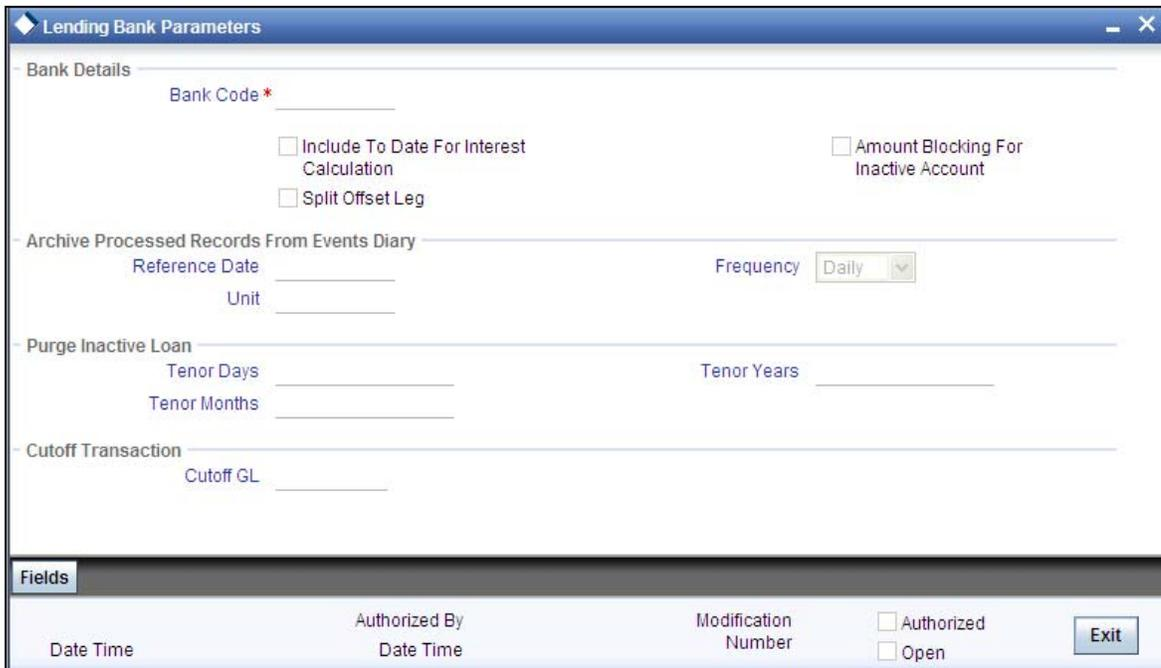 Lending Bank Parameters
Bank Details
Bank Code *
Include To Date For Interest
Calculation
Amount Blocking For
Inactive Account
Split Offset Leg
Archive Processed Records From Events Diary
Reference Date
Frequency Daily
Unit
Purge Inactive Loan
Tenor Days
Tenor Years
Tenor Months
Cutoff Transaction
Cutoff GL
Fields
Authorized By
Modification
Number
Authorized
Date Time
Date Time
Open
Exit